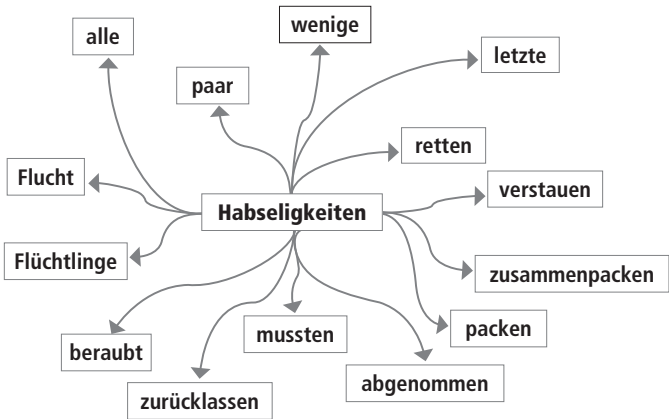 wenige
alle
letzte
paar
retten
Flucht
verstauen
Habseligkeiten
Flüchtlinge
zusammenpacken
mussten
packen
beraubt
abgenommen
zurücklassen